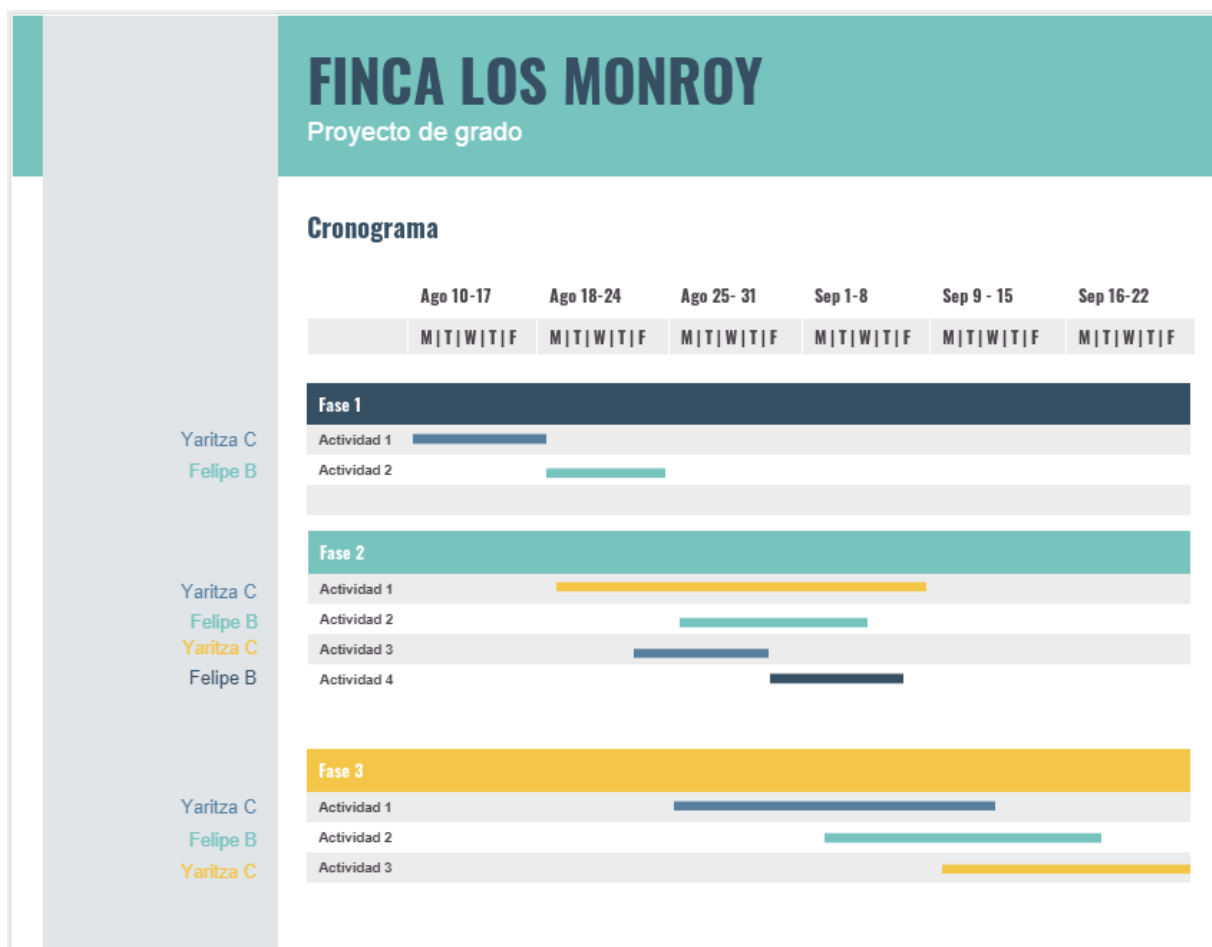 FINCA LOS MONROY
Proyecto de grado
Cronograma
Ago 10-17 Ago 18-24 Ago 25- 31 Sep 1-8 Sep 9 - 15 Sep 16-22
M|T|W|T|F M|T|W|T|F M|T|W|T|F M|T|W|T|F M|T|W|T|F M|T|W|T|F
Fase 1
Yaritza C Actividad 1
Felipe B Actividad 2
Fase 2
Yaritza C Actividad 1
Felipe B Actividad 2
Yaritza C Actividad 3
Felipe B Actividad 4
Fase 3
Yaritza C Actividad 1
Felipe B Actividad 2
Yaritza C Actividad 3